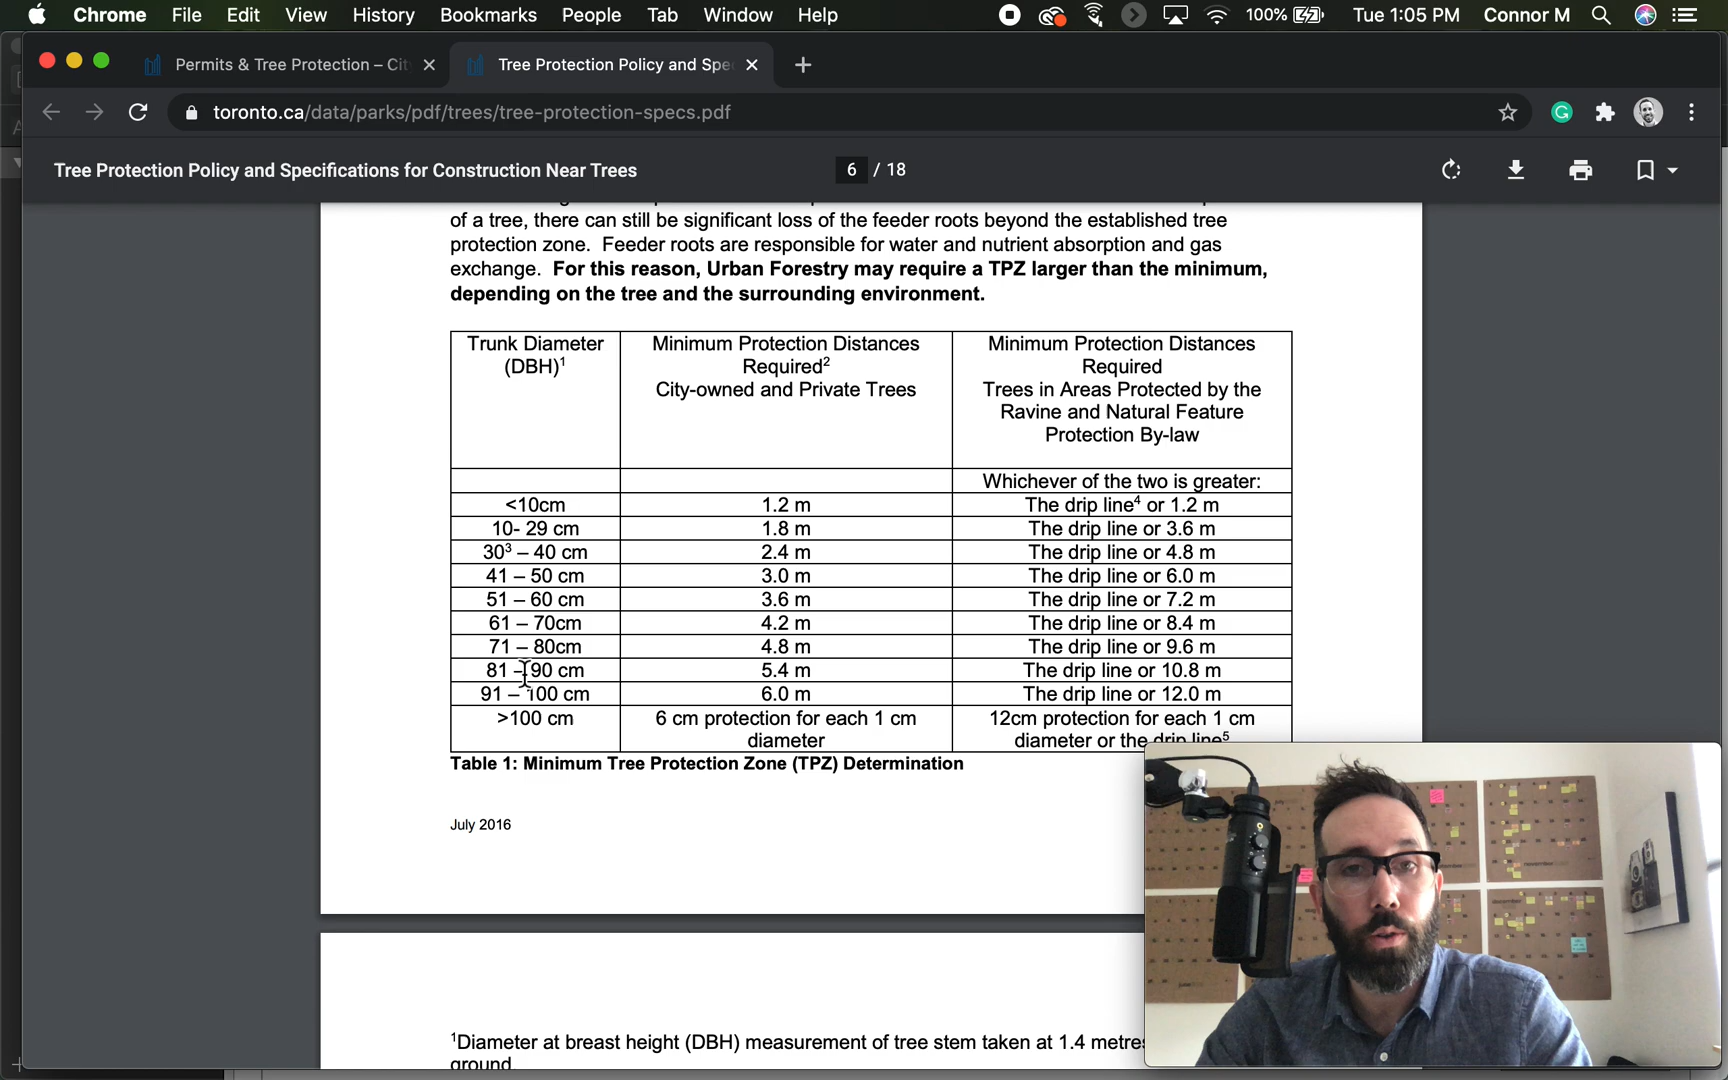 Chrome File Edit View History Bookmarks People Tab Window Help 100% Tue 1:05 PM Connor M
Permits & Tree Protection – Cit
Tree Protection Policy and Spe
toronto.ca/data/parks/pdf/trees/tree-protection-specs.pdf
Tree Protection Policy and Specifications for Construction Near Trees 6 / 18
of a tree, there can still be significant loss of the feeder roots beyond the established tree
protection zone. Feeder roots are responsible for water and nutrient absorption and gas
exchange. For this reason, Urban Forestry may require a TPZ larger than the minimum,
depending on the tree and the surrounding environment.
Trunk Diameter
(DBH)¹
Minimum Protection Distances
Required²
City-owned and Private Trees
Minimum Protection Distances
Required
Trees in Areas Protected by the
Ravine and Natural Feature
Protection By-law
Whichever of the two is greater:
<10cm 1.2 m The drip line⁴ or 1.2 m
10- 29 cm 1.8 m The drip line or 3.6 m
30³ – 40 cm 2.4 m The drip line or 4.8 m
41 – 50 cm 3.0 m The drip line or 6.0 m
51 – 60 cm 3.6 m The drip line or 7.2 m
61 – 70cm 4.2 m The drip line or 8.4 m
71 – 80cm 4.8 m The drip line or 9.6 m
81 – 90 cm 5.4 m The drip line or 10.8 m
91 – 100 cm 6.0 m The drip line or 12.0 m
>100 cm
6 cm protection for each 1 cm
diameter
12cm protection for each 1 cm
diameter or the drip line⁵
Table 1: Minimum Tree Protection Zone (TPZ) Determination
July 2016
¹Diameter at breast height (DBH) measurement of tree stem taken at 1.4 metres
ground